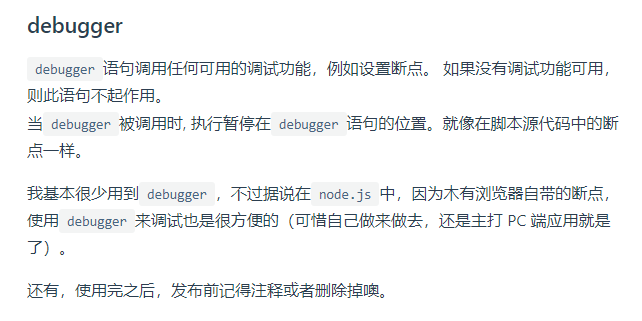 debugger
debugger 语句调用任何可用的调试功能，例如设置断点。 如果没有调试功能可用，
则此语句不起作用。
当 debugger 被调用时, 执行暂停在 debugger 语句的位置。就像在脚本源代码中的断
点一样。
我基本很少用到 debugger ，不过据说在 node.js 中，因为木有浏览器自带的断点，
使用 debugger 来调试也是很方便的（可惜自己做来做去，还是主打 PC 端应用就是
了）。
还有，使用完之后，发布前记得注释或者删除掉噢。